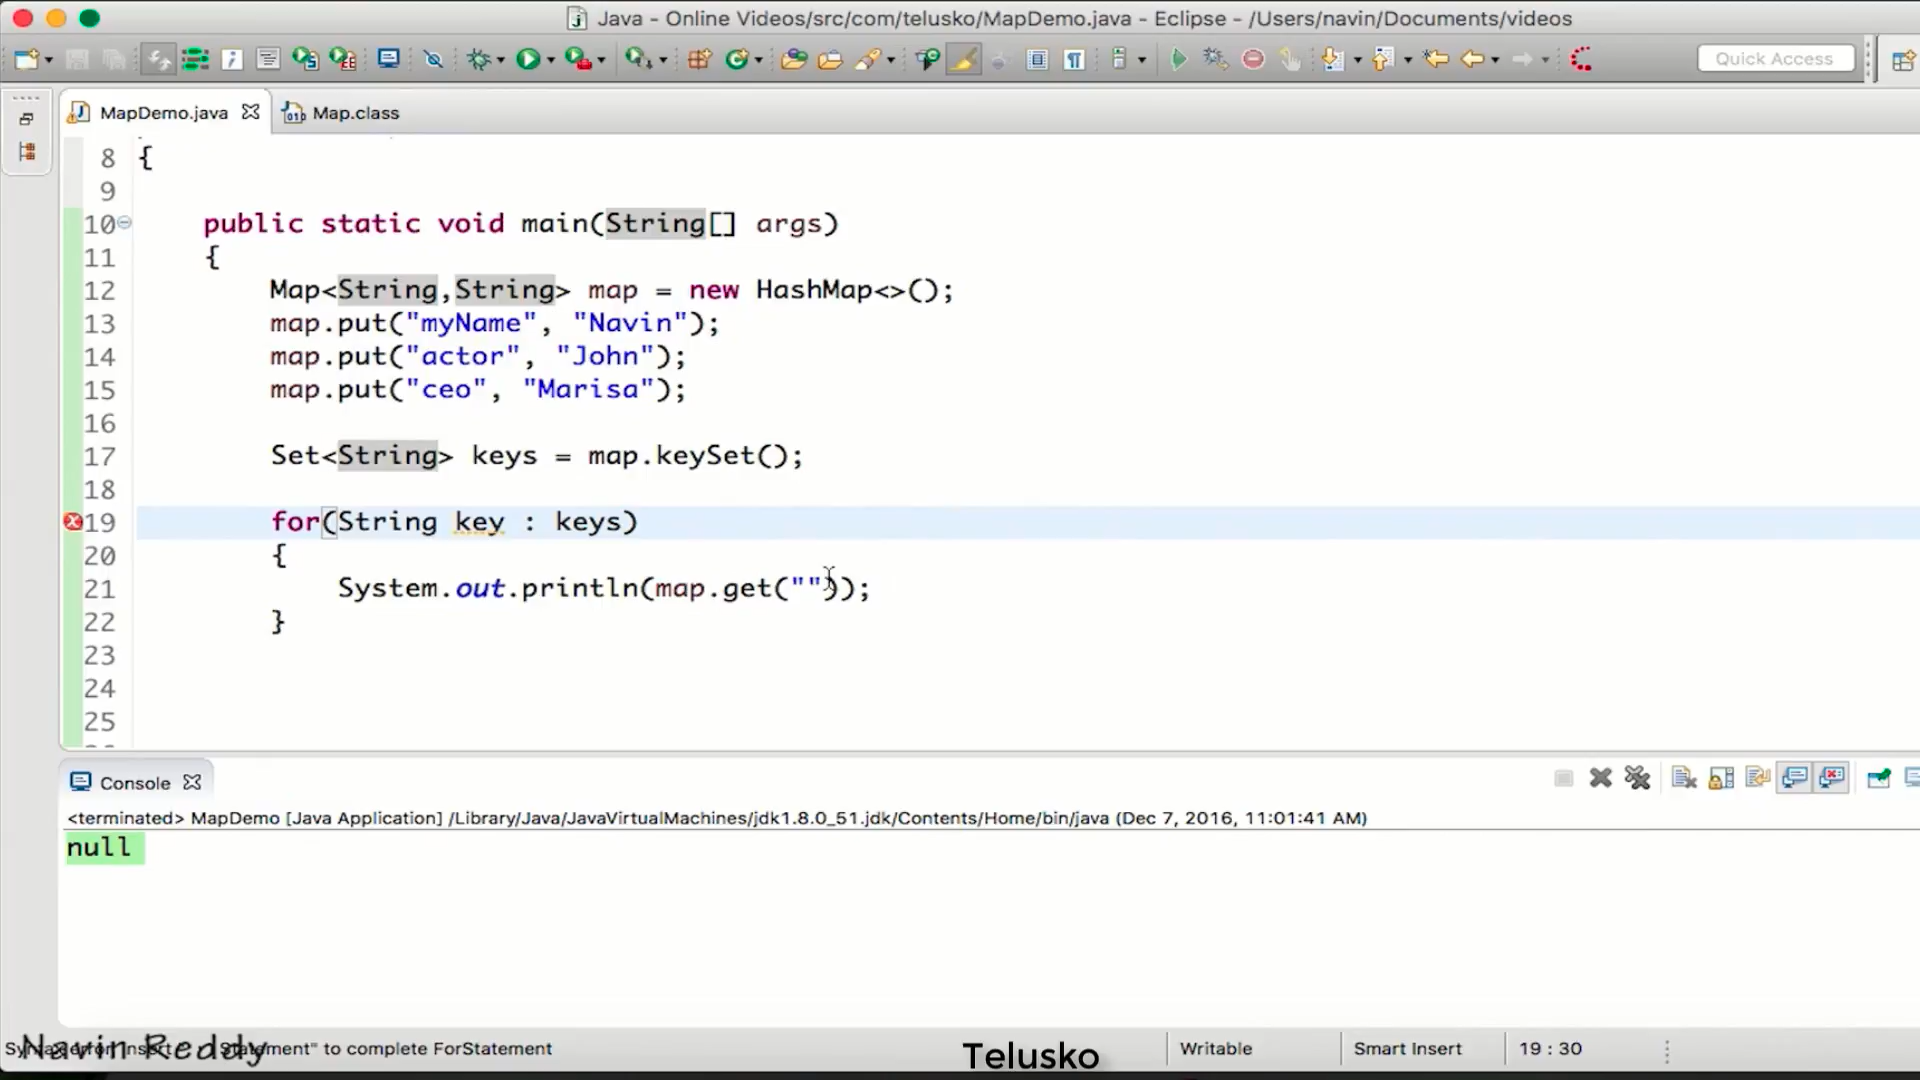 Java - Online Videos/src/com/telusko/MapDemo.java - Eclipse - /Users/navin/Documents/videos
Quick Access
MapDemo.java
Map.class
8 {
9
10 public static void main(String[] args)
11 {
12 Map<String,String> map = new HashMap<>();
13 map.put("myName", "Navin");
14 map.put("actor", "John");
15 map.put("ceo", "Marisa");
16
17 Set<String> keys = map.keySet();
18
19 for(String key : keys)
20 {
21 System.out.println(map.get(""));
22 }
23
24
25
Console
<terminated> MapDemo [Java Application] /Library/Java/JavaVirtualMachines/jdk1.8.0_51.jdk/Contents/Home/bin/java (Dec 7, 2016, 11:01:41 AM)
null
Navin Reddy
Statement" to complete ForStatement
Telusko
Writable
Smart Insert
19 : 30